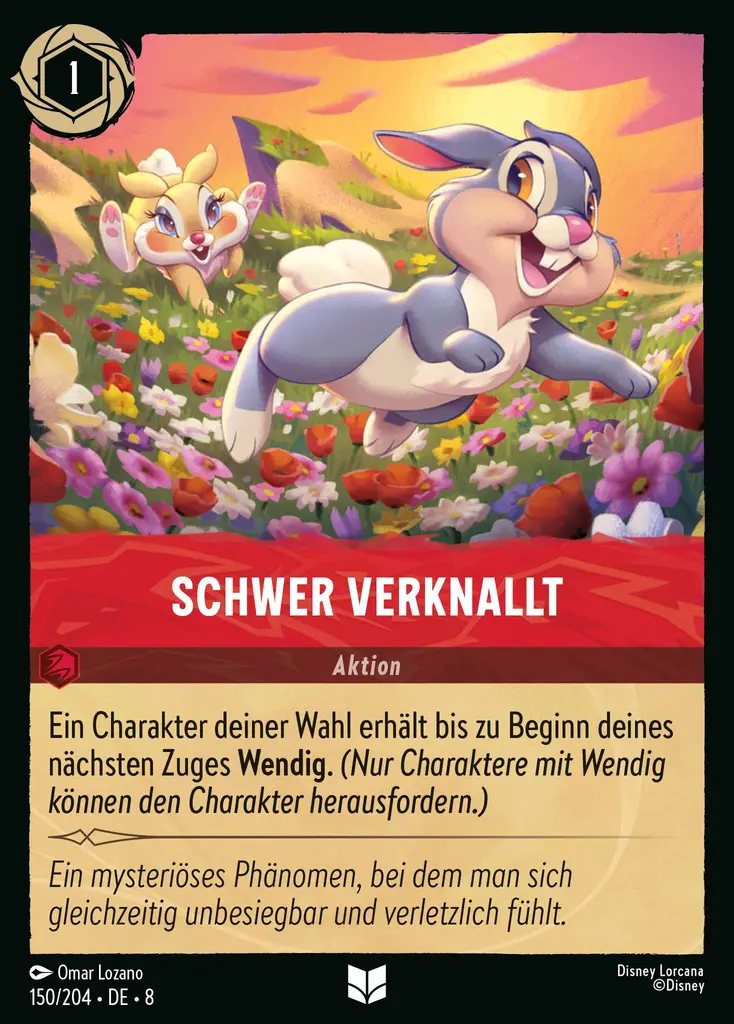 1
SCHWER VERKNALLT
Aktion
Ein Charakter deiner Wahl erhält bis zu Beginn deines
nächsten Zuges Wendig. (Nur Charaktere mit Wendig
können den Charakter herausfordern.)
Ein mysteriöses Phänomen, bei dem man sich
gleichzeitig unbesiegbar und verletzlich fühlt.
Omar Lozano
150/204 • DE • 8
Disney Lorcana
©Disney